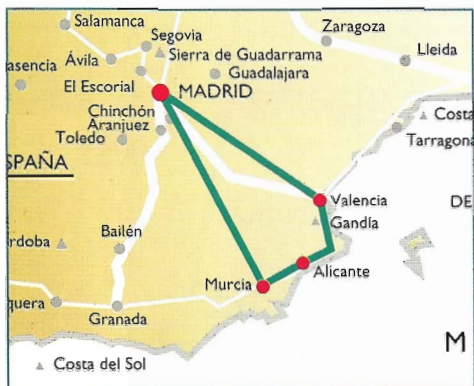 Salamanca
Zaragoza
Segovia
Ávila
Sierra de Guadarrama
Lleida
asencia
El Escorial
Guadalajara
MADRID
Chinchón
Costa
Aranjuez
Toledo
Tarragona
SPAÑA
Valencia
DE
Gandía
Bailén
rdoba
Alicante
Murcia
quera
Granada
M
Costa del Sol